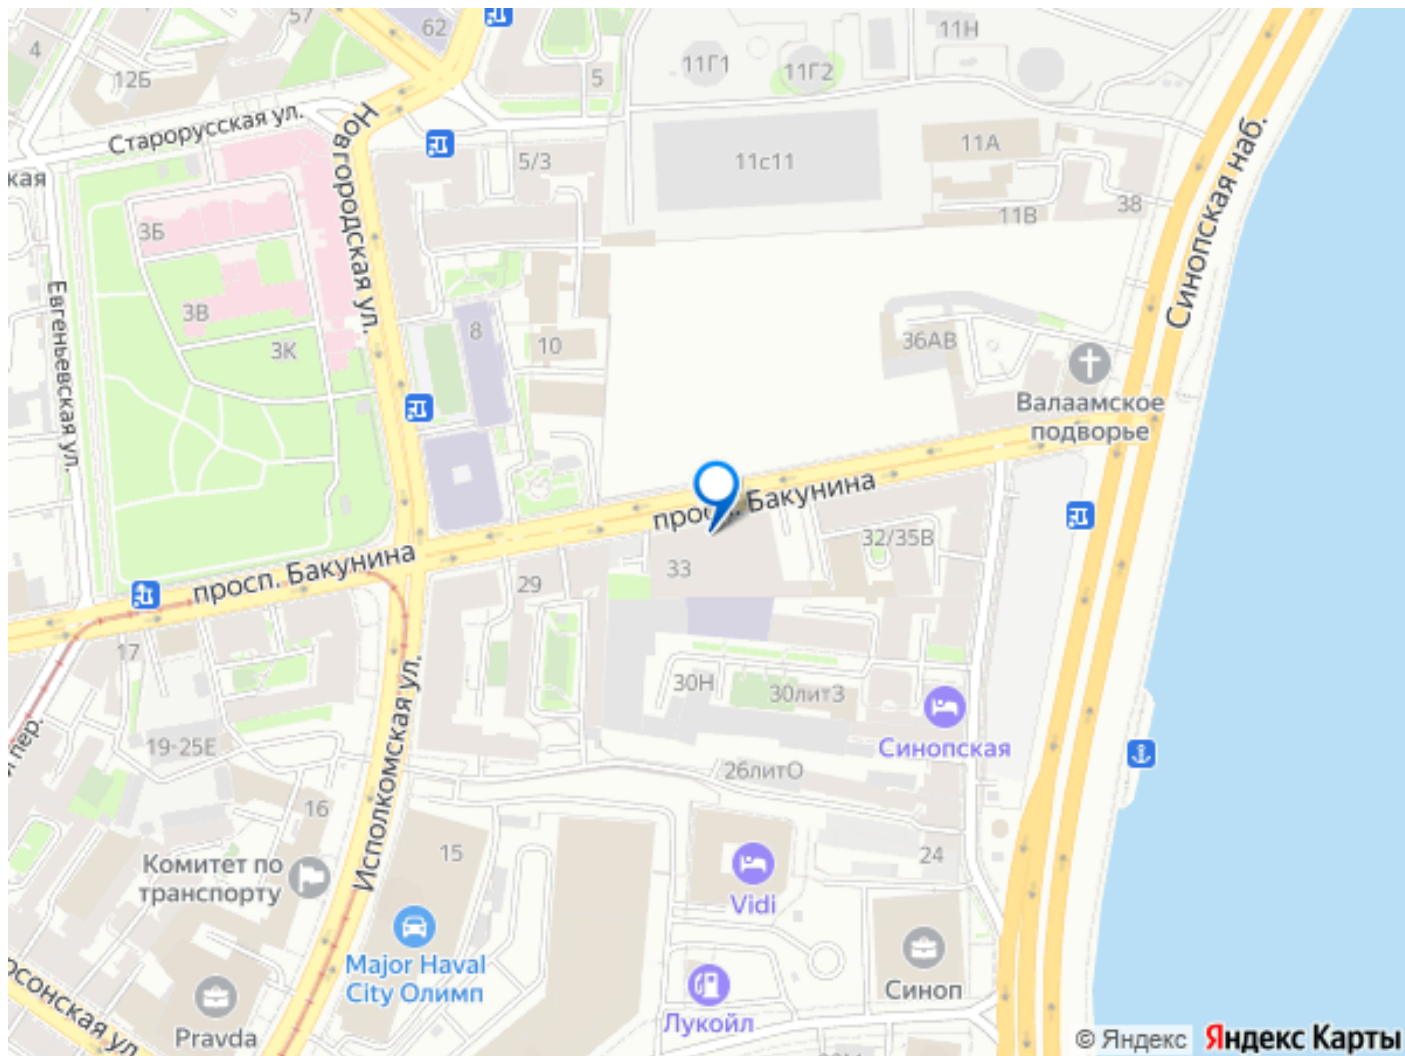 57
62
4
12Б
5
11Г1
11Г2
11Н
Старорусская ул.
Новгородская ул.
5/3
11с11
11А
11В
38
Синопская наб.
кая
3Б
3В
3К
Евгеньевская ул.
8
10
36АВ
Валаамское
подворье
просп. Бакунина
просп. Бакунина
32/35В
33
29
17
30Н
30литЗ
Синопская
26литО
19-25Е
16
Исполкомская ул.
пер.
15
24
Комитет по
транспорту
Vidi
Major Haval
City Олимп
Синоп
Лукойл
Pravda
сонская ул.
© Яндекс Яндекс Карты